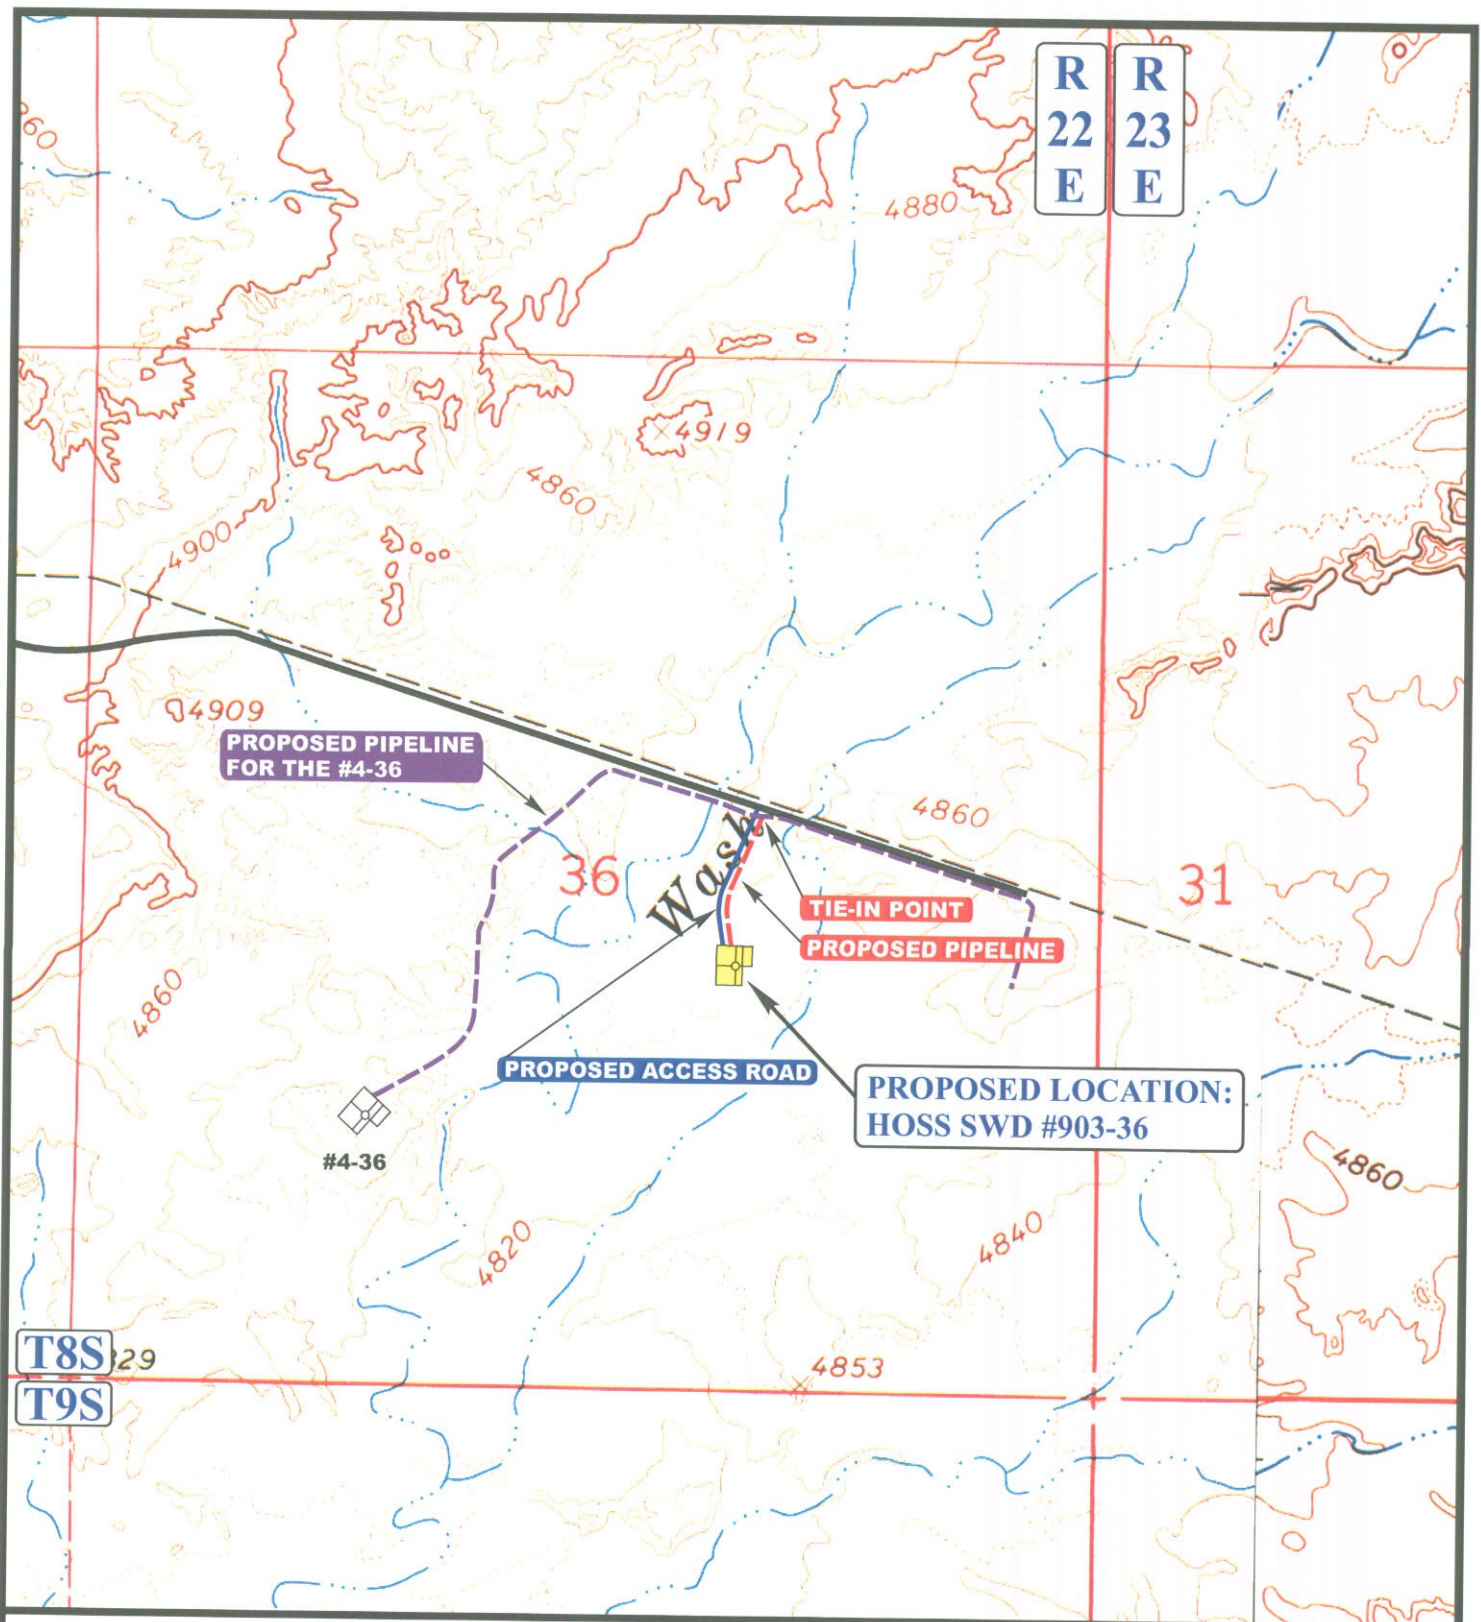 R
22
E
R
23
E
60
4880
4919
4860
4900
4909
PROPOSED PIPELINE
FOR THE #4-36
4860
36
Wash
31
TIE-IN POINT
PROPOSED PIPELINE
4860
PROPOSED ACCESS ROAD
PROPOSED LOCATION:
HOSS SWD #903-36
#4-36
4860
4820
4840
T8S
29
4853
T9S